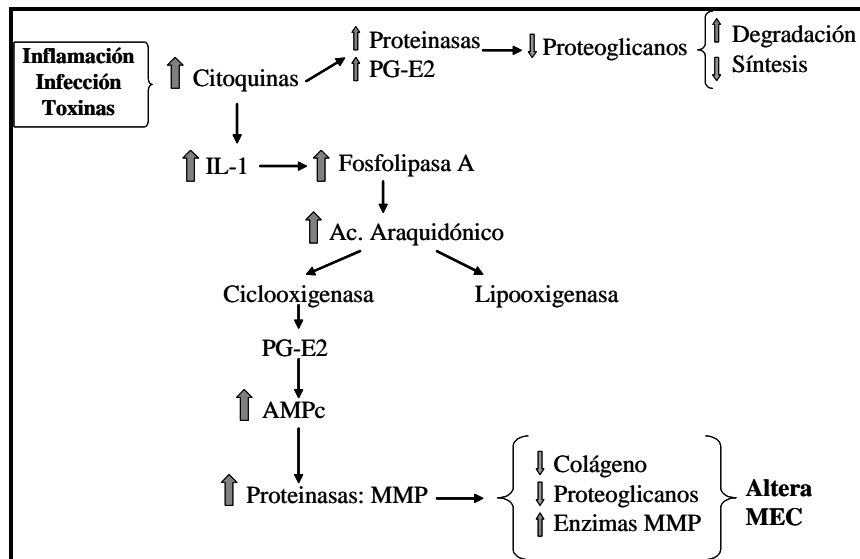 Inflamación
Infección
Toxinas
Citoquinas
Proteinasas
PG-E2
Proteoglicanos
Degradación
Síntesis
IL-1
Fosfolipasa A
Ac. Araquidónico
Ciclooxigenasa
Lipooxigenasa
PG-E2
AMPc
Proteinasas: MMP
Colágeno
Proteoglicanos
Enzimas MMP
Altera
MEC